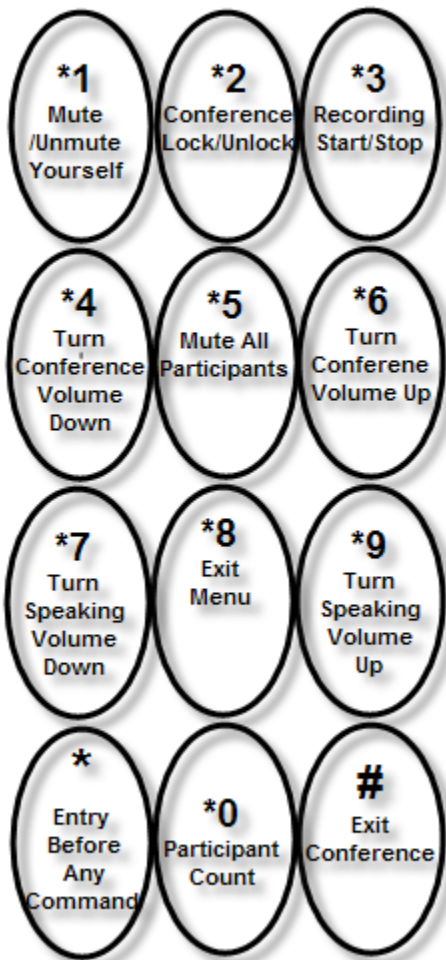 *1
Mute
/Unmute
Yourself
*2
Conference
Lock/Unlock
*3
Recording
Start/Stop
*4
Turn
Conference
Volume
Down
*5
Mute All
Participants
*6
Turn
Conferene
Volume Up
*7
Turn
Speaking
Volume
Down
*8
Exit
Menu
*9
Turn
Speaking
Volume
Up
*
Entry
Before
Any
Command
*0
Participant
Count
#
Exit
Conference